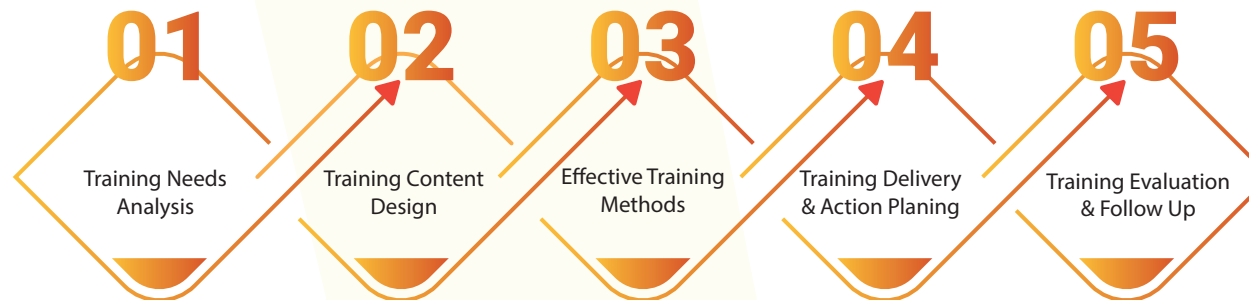 01
Training Needs
Analysis
02
Training Content
Design
03
Effective Training
Methods
04
Training Delivery
& Action Planing
05
Training Evaluation
& Follow Up